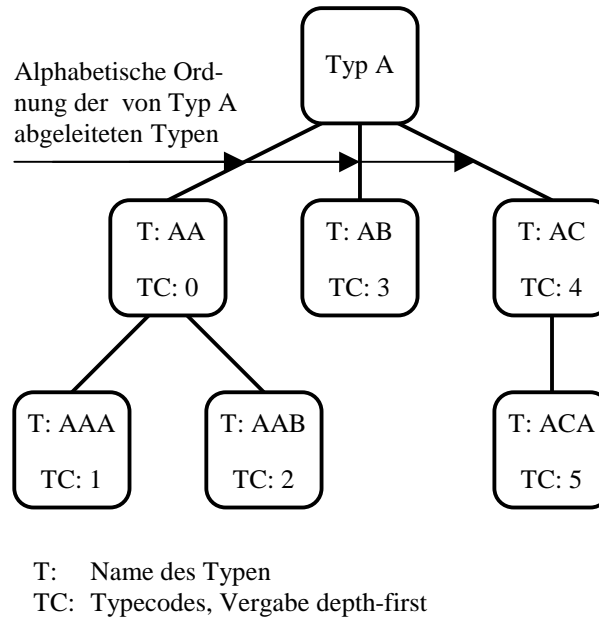 Typ A
Alphabetische Ord-
nung der von Typ A
abgeleiteten Typen
T: AA
TC: 0
T: AB
TC: 3
T: AC
TC: 4
T: AAA
TC: 1
T: AAB
TC: 2
T: ACA
TC: 5
T: Name des Typen
TC: Typecodes, Vergabe depth-first